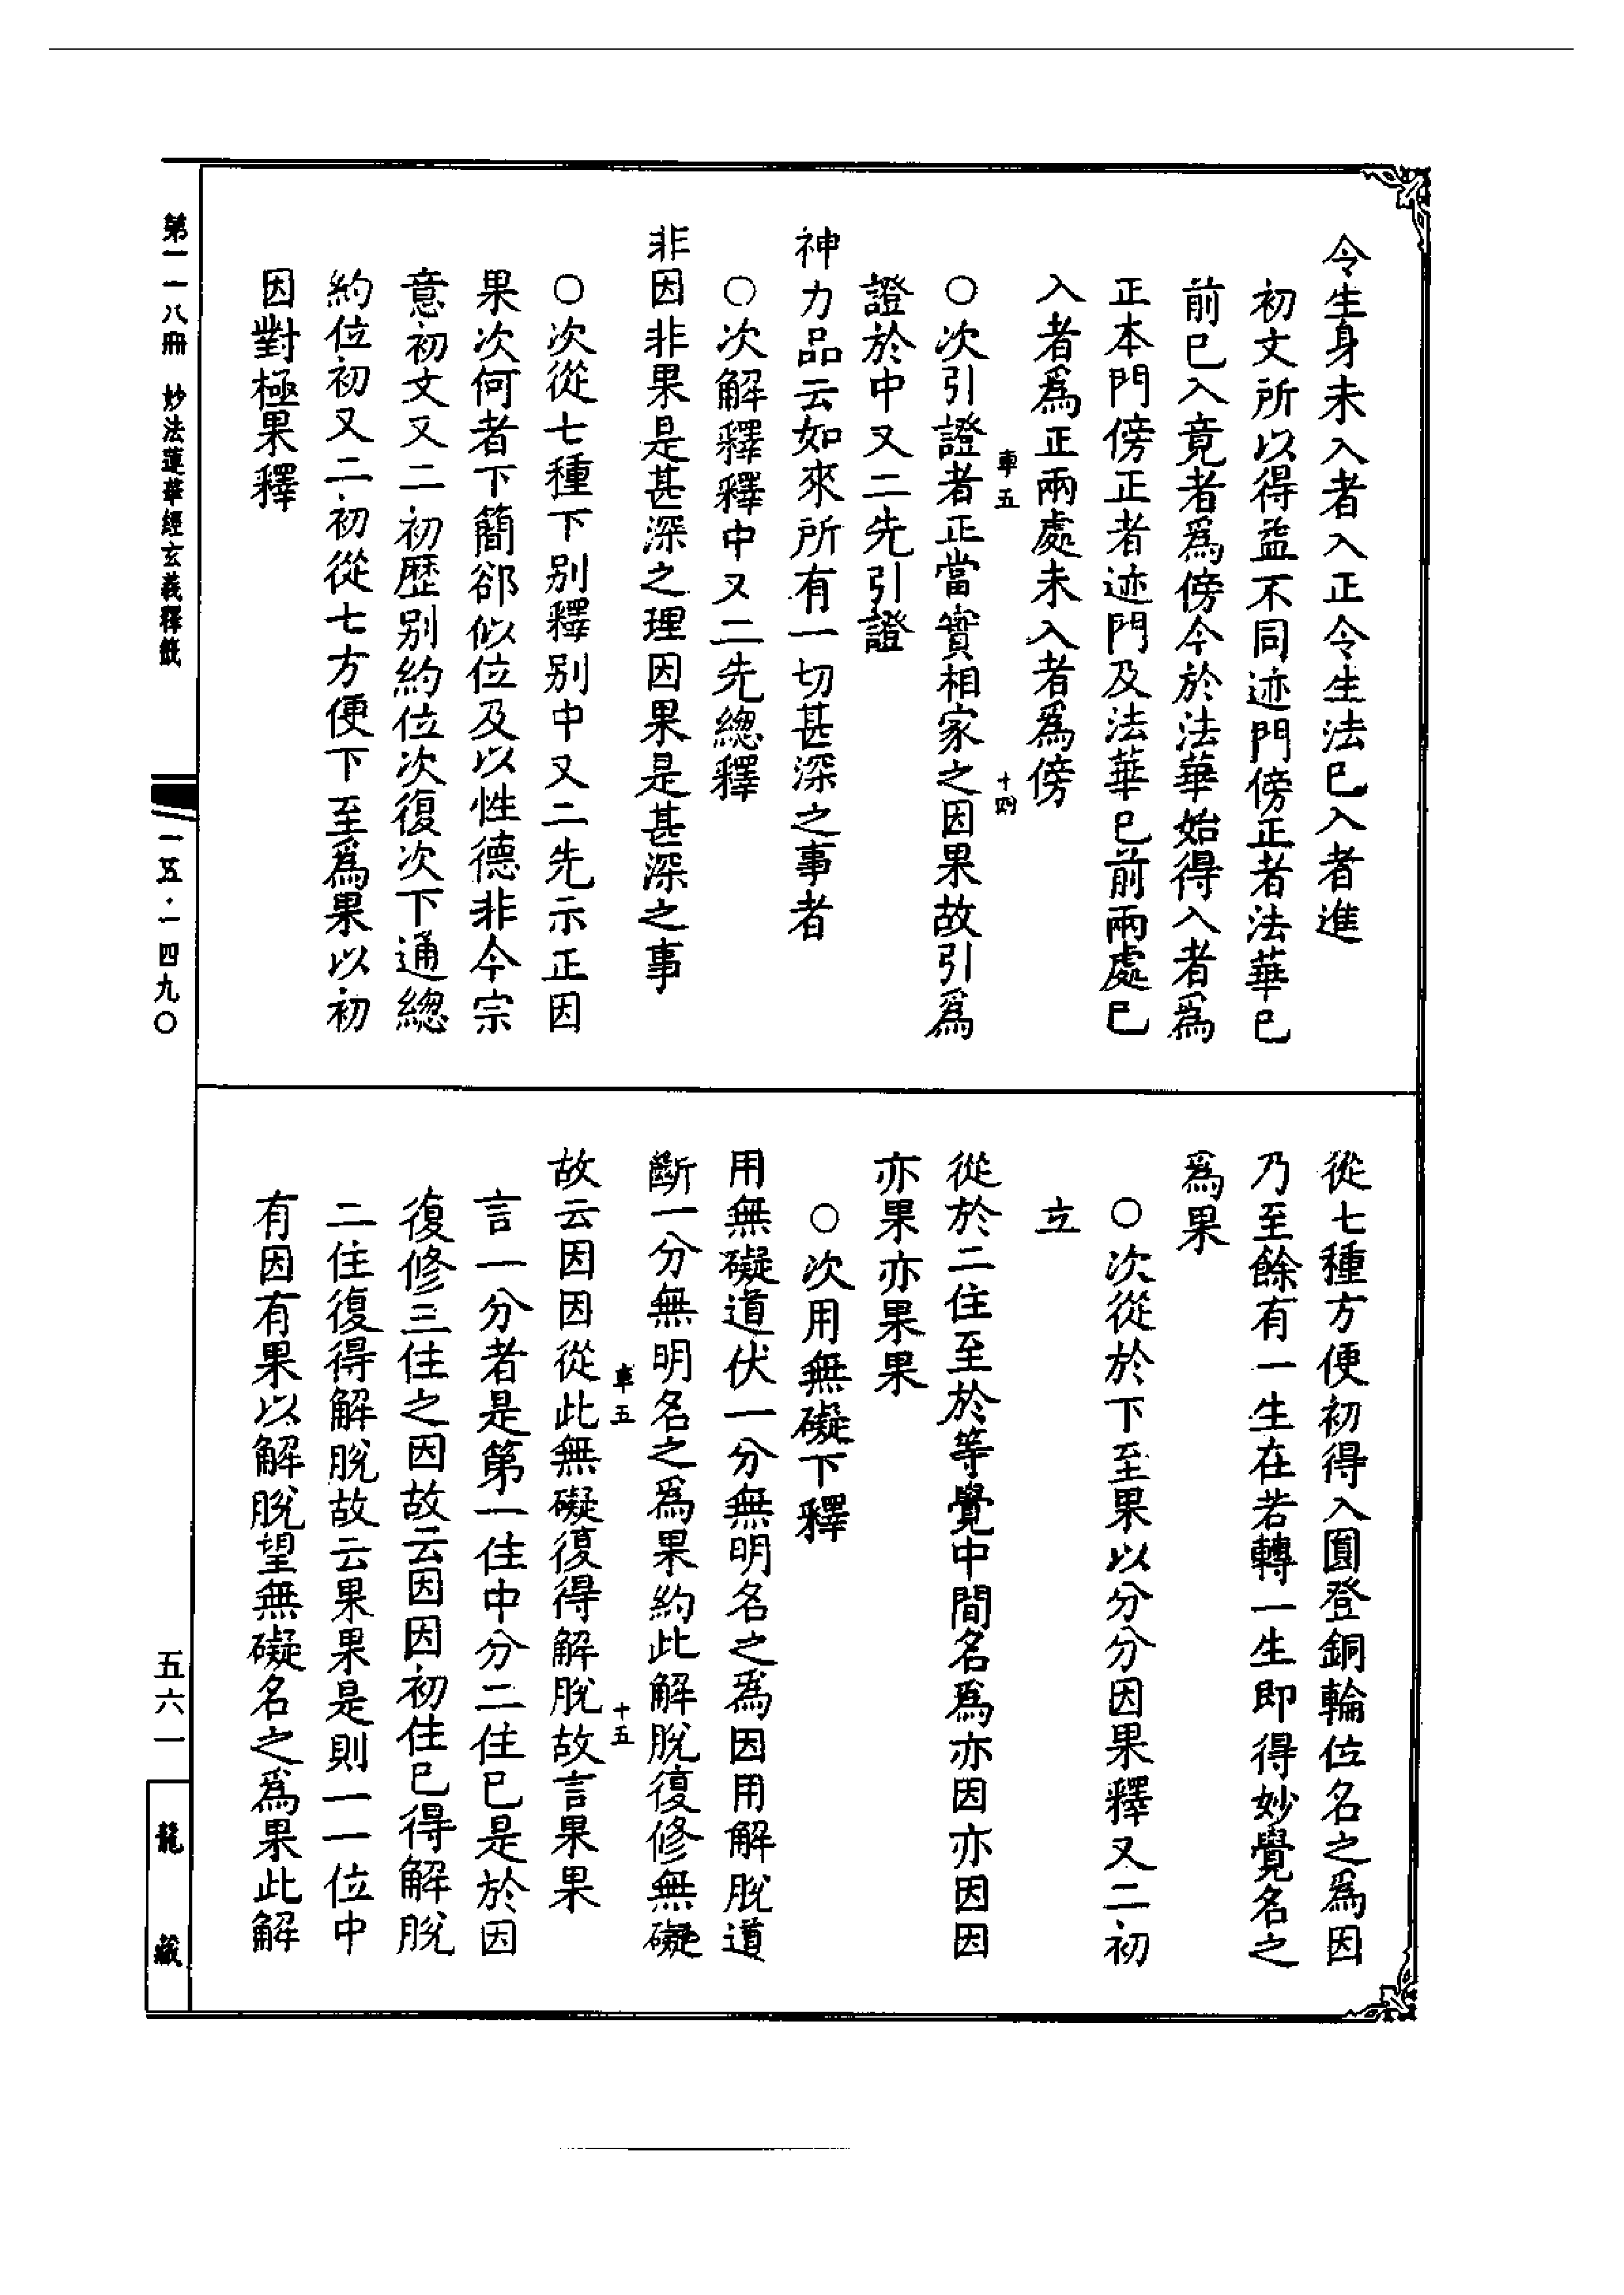 令生身未入者入正令生法已入者進
初文所以得益不同迹門傍正者法華已
前已入竟者爲傍今於法華始得入者爲
正本門傍正者迹門及法華已前兩處已
入者爲正兩處未入者爲傍
車五 十四
○次引證者正當實相家之因果故引爲
證於中又二先引證
神力品云如來所有一切甚深之事者
○次解釋釋中又二先總釋
非因非果是甚深之理因果是甚深之事
○次從七種下別釋別中又二先示正因
果次何者下簡郤似位及以性德非今宗
意初文又二初歷別約位次復次下通總
約位初又二初從七方便下至爲果以初
因對極果釋
從七種方便初得入圓登銅輪位名之爲因
乃至餘有一生在若轉一生即得妙覺名之
爲果
○次從於下至果以分分因果釋又二初
立
從於二住至於等覺中間名爲亦因亦因因
亦果亦果果
○次用無礙下釋
用無礙道伏一分無明名之爲因用解脫道
斷一分無明名之爲果約此解脫復修無礙
車五 十五
故云因因從此無礙復得解脫故言果果
言一分者是第一住中分二住已是於因
復修三住之因故云因因初住已得解脫
二住復得解脫故云果果是則一一位中
有因有果以解脫望無礙名之爲果此解
第一一八冊 妙法蓮華經玄義釋籤
一五·一四九○
五六一
龍藏